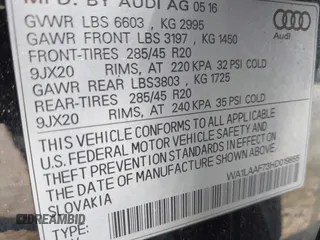 MFD. BY AUDI AG 05 16
GVWR LBS 6603 , KG 2995
GAWR FRONT LBS 3197 , KG 1450
FRONT-TIRES 285/45 R20
9JX20 RIMS, AT 220 KPA 32 PSI COLD
GAWR REAR LBS3803 , KG 1725
REAR-TIRES 285/45 R20
9JX20 RIMS, AT 240 KPA 35 PSI COLD
Audi
THIS VEHICLE CONFORMS TO ALL APPLICABLE
U.S. FEDERAL MOTOR VEHICLE SAFETY AND
THEFT PREVENTION STANDARDS IN EFFECT ON
DATE OF MANUFACTURE SHOWN ABOVE.
SLOVAKIA
DREAMBID